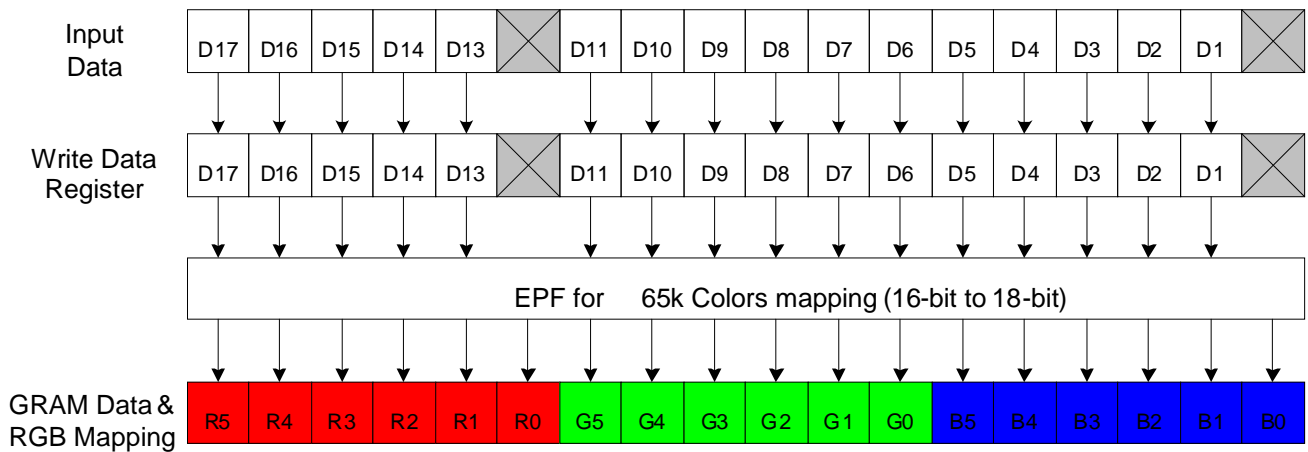 Input
Data
D17 D16 D15 D14 D13 D11 D10 D9 D8 D7 D6 D5 D4 D3 D2 D1
Write Data
Register
D17 D16 D15 D14 D13 D11 D10 D9 D8 D7 D6 D5 D4 D3 D2 D1
EPF for 65k Colors mapping (16-bit to 18-bit)
GRAM Data &
RGB Mapping
R5 R4 R3 R2 R1 R0 G5 G4 G3 G2 G1 G0 B5 B4 B3 B2 B1 B0